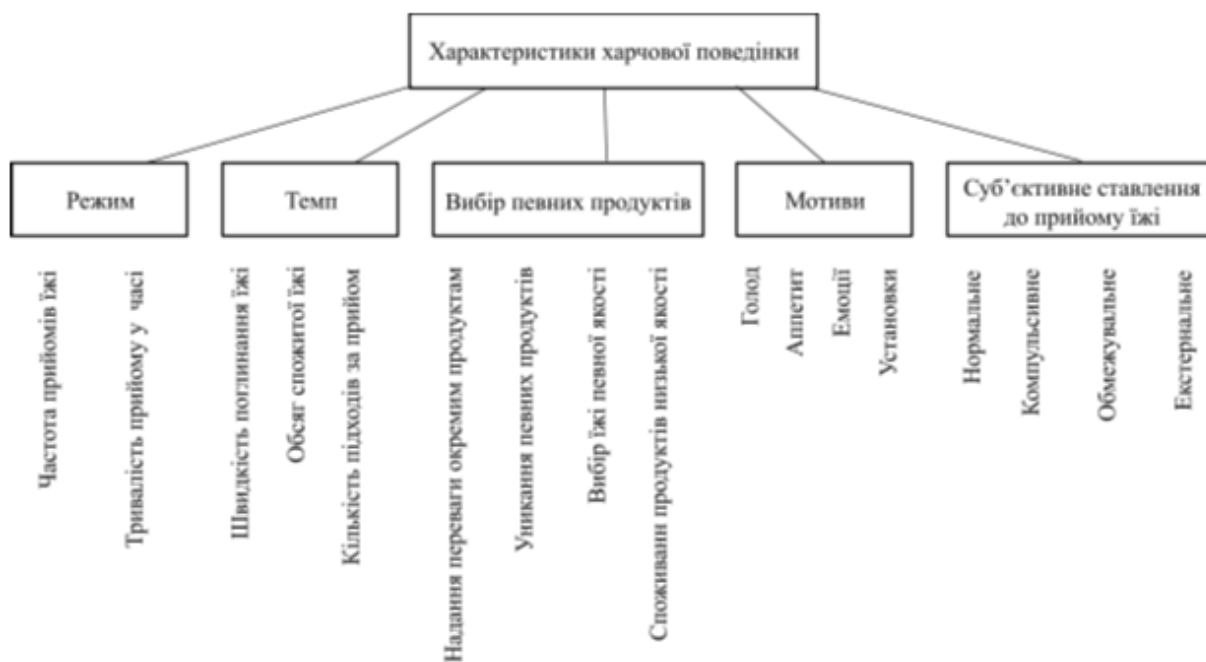 Характеристики харчової поведінки
Режим
Темп
Вибір певних продуктів
Мотиви
Суб’єктивне ставлення
до прийому їжі
Частота прийомів їжі
Тривалість прийому у часі
Швидкість поглинання їжі
Обсяг спожитої їжі
Кількість підходів за прийом
Надання переваги окремим продуктам
Уникання певних продуктів
Вибір їжі певної якості
Споживанн продуктів низької якості
Голод
Аппетит
Емоції
Установки
Нормальне
Компульсивне
Обмежувальне
Екстернальне